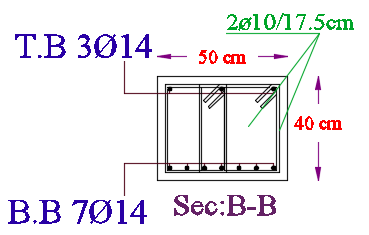 2ø10/17.5cm
T.B 3Ø14
50 cm
40 cm
B.B 7Ø14
Sec:B-B